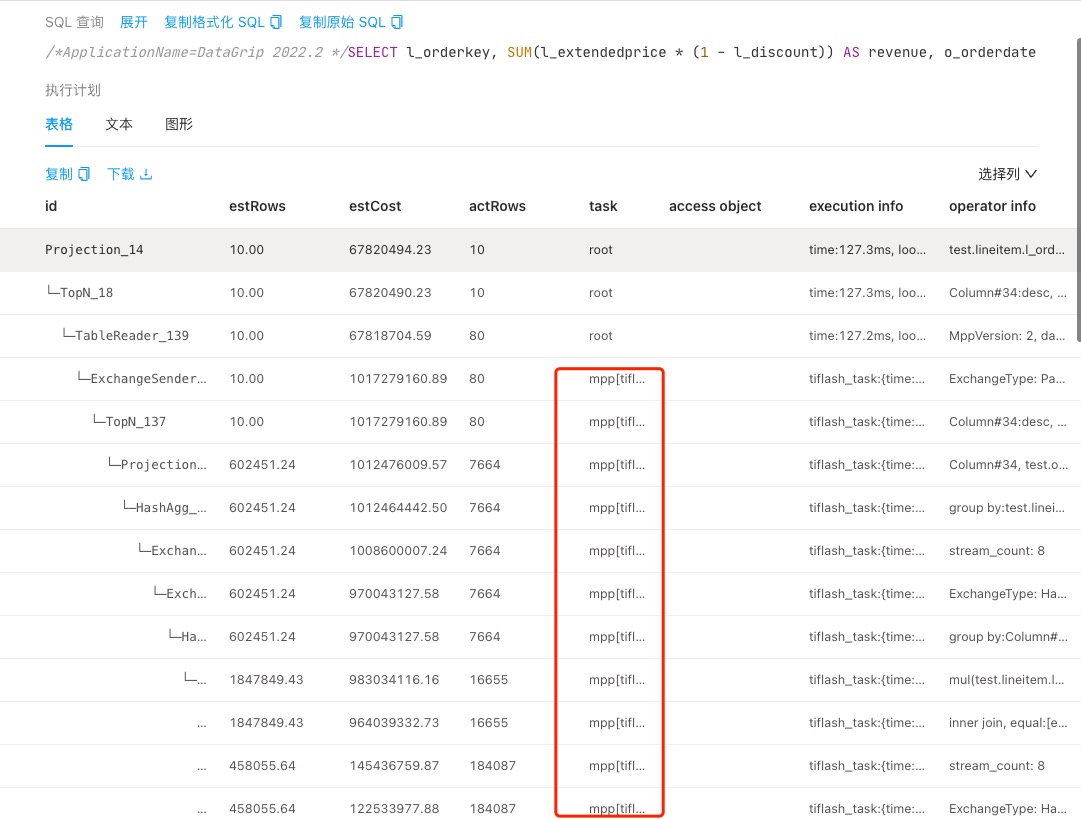 SQL 查询 展开 复制格式化 SQL 复制原始 SQL
/*ApplicationName=DataGrip 2022.2 */SELECT l_orderkey, SUM(l_extendedprice * (1 - l_discount)) AS revenue, o_orderdate
执行计划
表格 文本 图形
复制 下载 选择列
id estRows estCost actRows task access object execution info operator info
Projection_14 10.00 67820494.23 10 root time:127.3ms, loo... test.lineitem.l_ord...
└─TopN_18 10.00 67820490.23 10 root time:127.3ms, loo... Column#34:desc, ...
└─TableReader_139 10.00 67818704.59 80 root time:127.2ms, loo... MppVersion: 2, da...
└─ExchangeSender... 10.00 1017279160.89 80 mpp[tifl... tiflash_task:{time:... ExchangeType: Pa...
└─TopN_137 10.00 1017279160.89 80 mpp[tifl... tiflash_task:{time:... Column#34:desc, ...
└─Projection... 602451.24 1012476009.57 7664 mpp[tifl... tiflash_task:{time:... Column#34, test.o...
└─HashAgg_... 602451.24 1012464442.50 7664 mpp[tifl... tiflash_task:{time:... group by:test.linei...
└─Exchan... 602451.24 1008600007.24 7664 mpp[tifl... tiflash_task:{time:... stream_count: 8
└─Exch... 602451.24 970043127.58 7664 mpp[tifl... tiflash_task:{time:... ExchangeType: Ha...
└─Ha... 602451.24 970043127.58 7664 mpp[tifl... tiflash_task:{time:... group by:Column#...
└─... 1847849.43 983034116.16 16655 mpp[tifl... tiflash_task:{time:... mul(test.lineitem.l...
... 1847849.43 964039332.73 16655 mpp[tifl... tiflash_task:{time:... inner join, equal:[e...
... 458055.64 145436759.87 184087 mpp[tifl... tiflash_task:{time:... stream_count: 8
... 458055.64 122533977.88 184087 mpp[tifl... tiflash_task:{time:... ExchangeType: Ha...